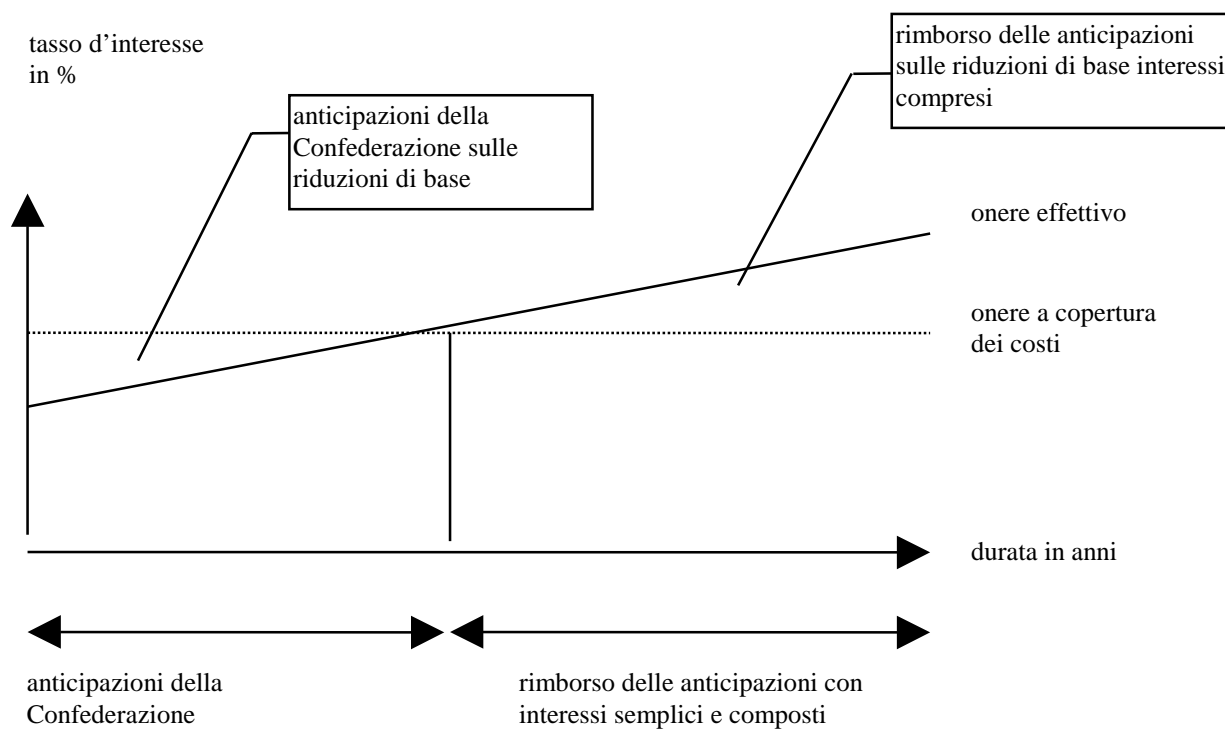 tasso d’interesse
in %
rimborso delle anticipazioni
sulle riduzioni di base interessi
compresi
anticipazioni della
Confederazione sulle
riduzioni di base
onere effettivo
onere a copertura
dei costi
durata in anni
anticipazioni della
Confederazione
rimborso delle anticipazioni con
interessi semplici e composti